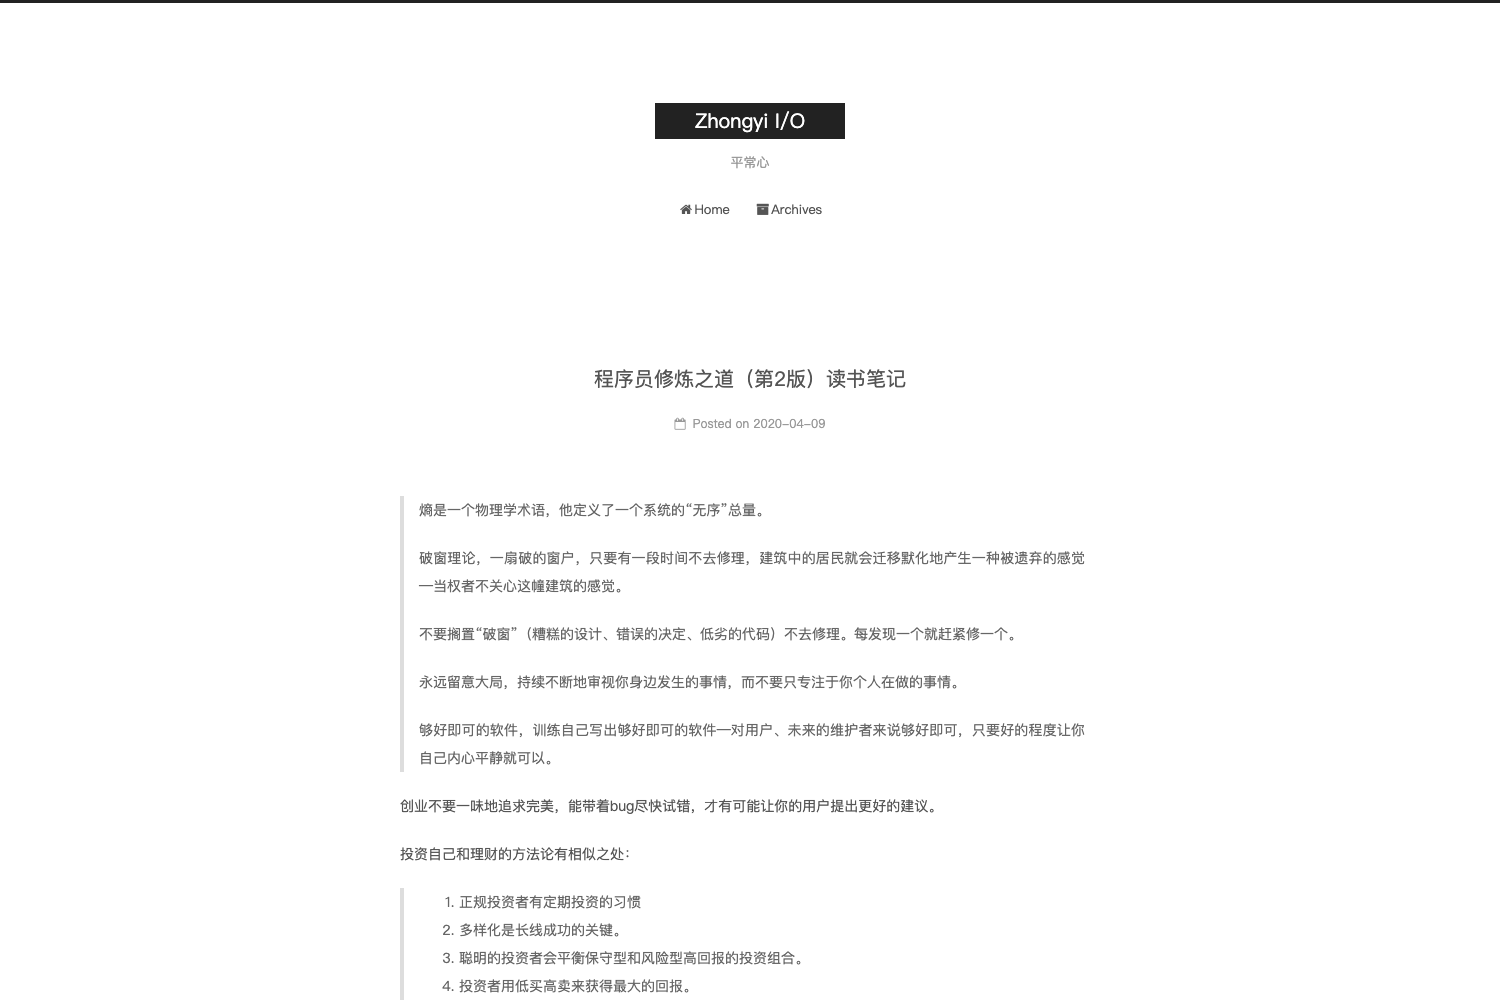 Zhongyi I/O
平常心
Home Archives
程序员修炼之道（第2版）读书笔记
Posted on 2020-04-09
熵是一个物理学术语，他定义了一个系统的“无序”总量。
破窗理论，一扇破的窗户，只要有一段时间不去修理，建筑中的居民就会迁移默化地产生一种被遗弃的感觉
—当权者不关心这幢建筑的感觉。
不要搁置“破窗”（糟糕的设计、错误的决定、低劣的代码）不去修理。每发现一个就赶紧修一个。
永远留意大局，持续不断地审视你身边发生的事情，而不要只专注于你个人在做的事情。
够好即可的软件，训练自己写出够好即可的软件—对用户、未来的维护者来说够好即可，只要好的程度让你
自己内心平静就可以。
创业不要一味地追求完美，能带着bug尽快试错，才有可能让你的用户提出更好的建议。
投资自己和理财的方法论有相似之处：
1. 正规投资者有定期投资的习惯
2. 多样化是长线成功的关键。
3. 聪明的投资者会平衡保守型和风险型高回报的投资组合。
4. 投资者用低买高卖来获得最大的回报。